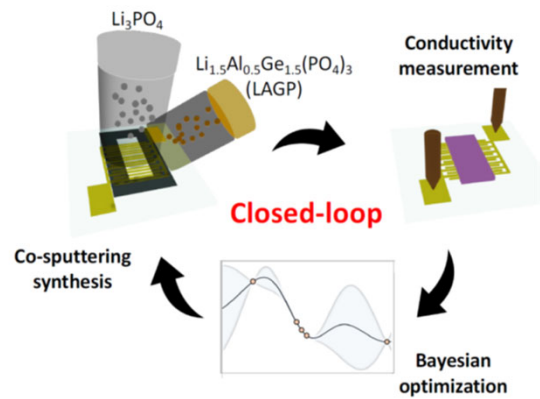 Li₃PO₄
Li₁.₅Al₀.₅Ge₁.₅(PO₄)₃
(LAGP)
Conductivity
measurement
Closed-loop
Co-sputtering
synthesis
Bayesian
optimization